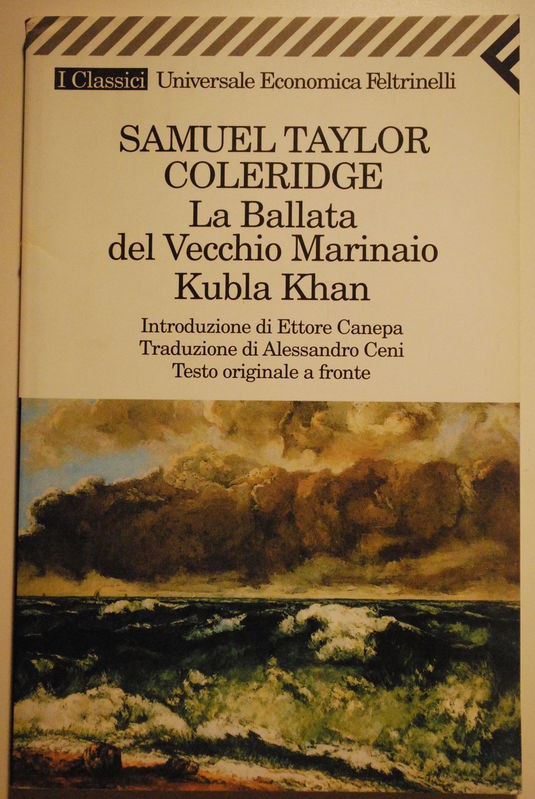 I Classici Universale Economica Feltrinelli
SAMUEL TAYLOR
COLERIDGE
La Ballata
del Vecchio Marinaio
Kubla Khan
Introduzione di Ettore Canepa
Traduzione di Alessandro Ceni
Testo originale a fronte